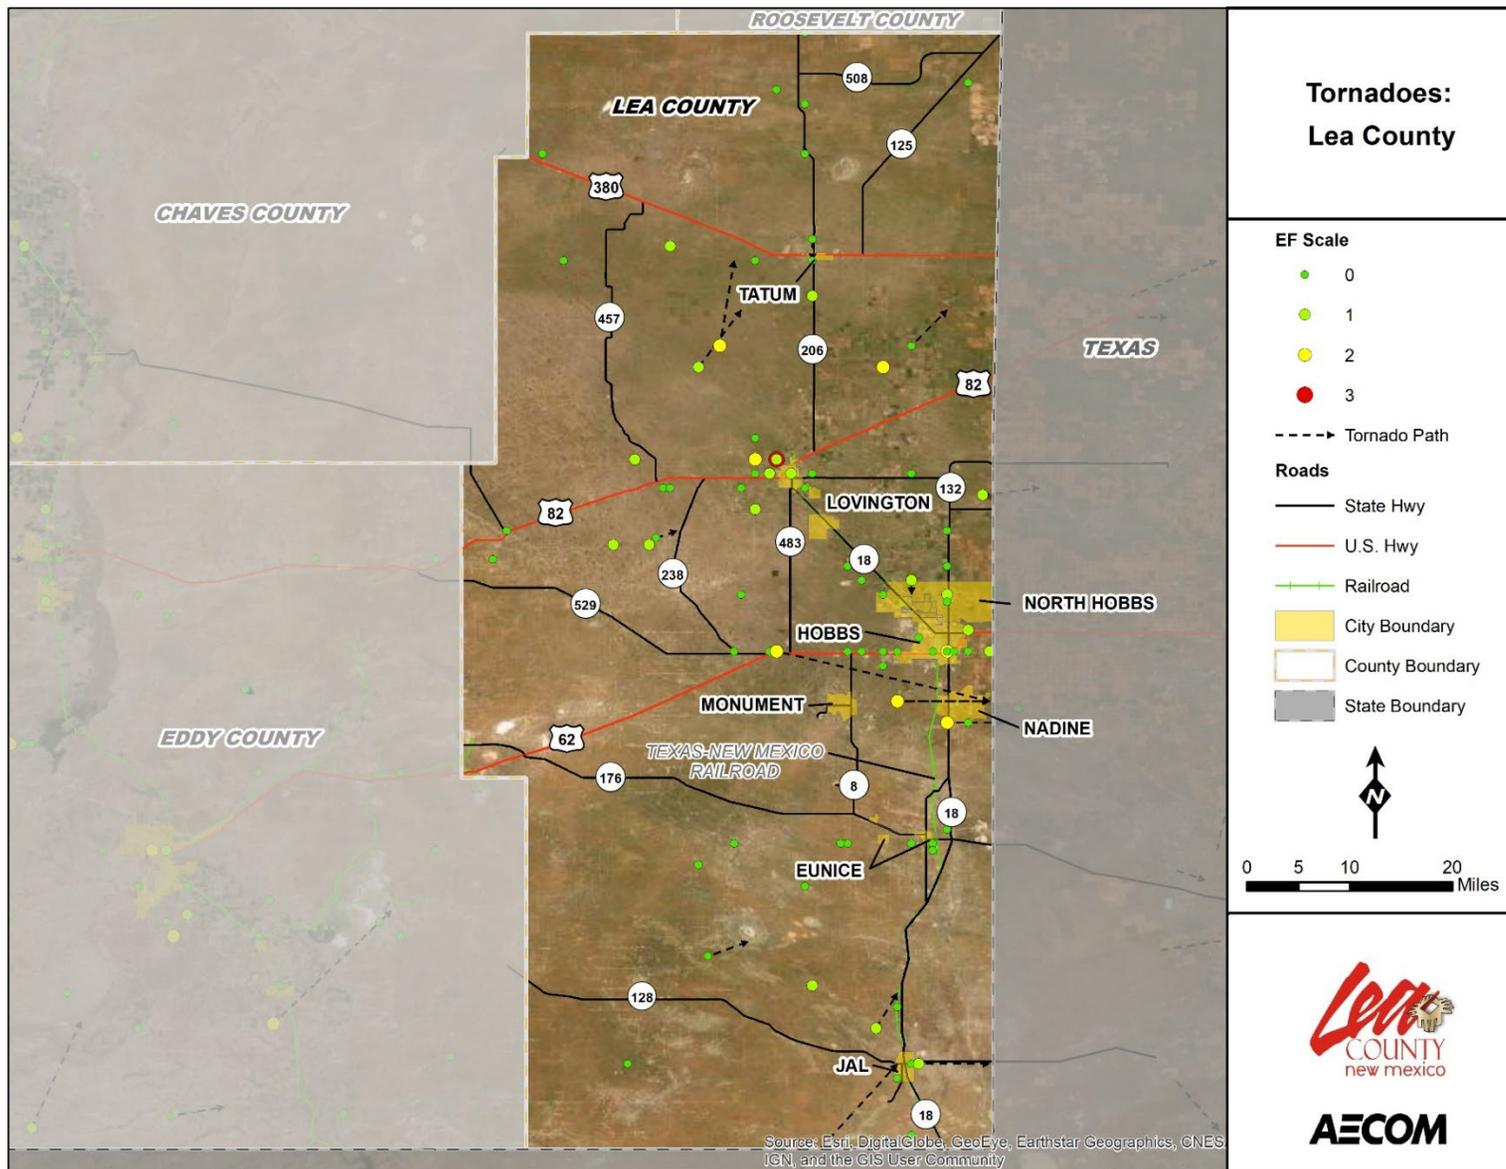 ROOSEVELT COUNTY
508
LEA COUNTY
125
380
CHAVES COUNTY
TATUM
457
206
TEXAS
82
132
LOVINGTON
82
483
18
238
529
NORTH HOBBS
HOBBS
MONUMENT
NADINE
EDDY COUNTY
62
TEXAS-NEW MEXICO
RAILROAD
176
8
18
EUNICE
128
JAL
18
Source: Esri, DigitalGlobe, GeoEye, Earthstar Geographics, CNES
IGN, and the GIS User Community
Tornadoes:
Lea County
EF Scale
0
1
2
3
Tornado Path
Roads
State Hwy
U.S. Hwy
Railroad
City Boundary
County Boundary
State Boundary
N
0 5 10 20
Miles
Lea
COUNTY
new mexico
AECOM